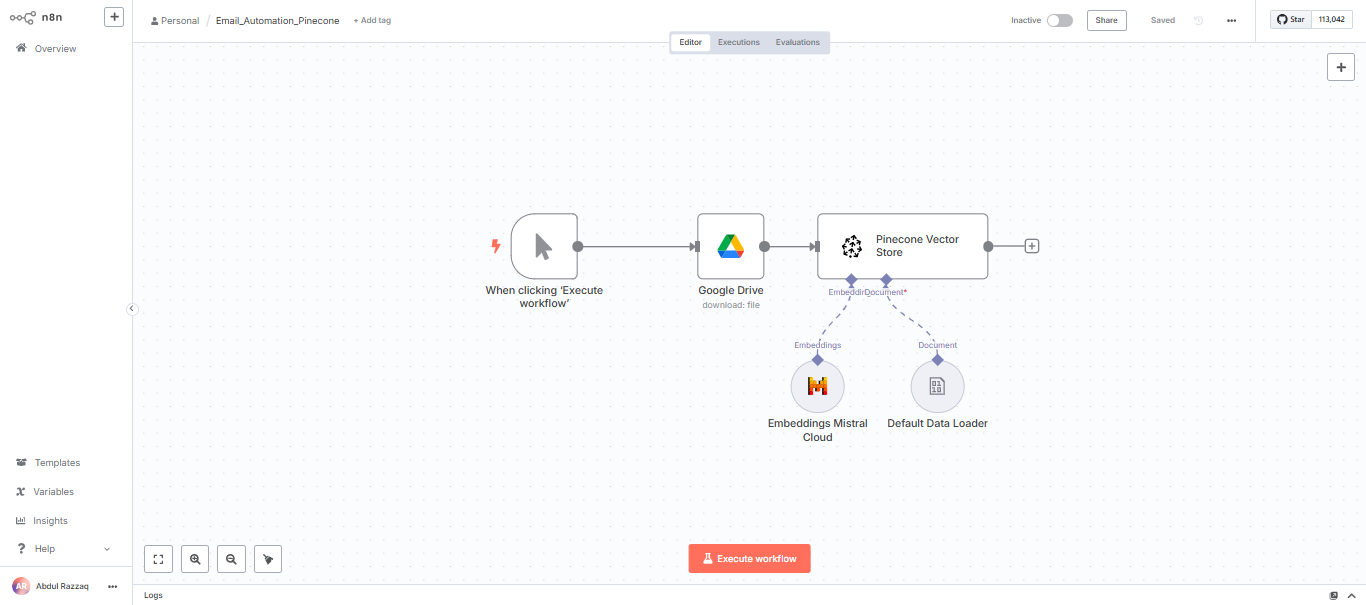 n8n
Personal / Email_Automation_Pinecone + Add tag
Inactive
Share
Saved
Star 113,042
Overview
Editor Executions Evaluations
Pinecone Vector
Store
When clicking ‘Execute
workflow’
Google Drive
download: file
Document*
Embeddings
Document
Embeddings Mistral
Cloud
Default Data Loader
Templates
Variables
Insights
Help
Execute workflow
AR Abdul Razzaq
Logs